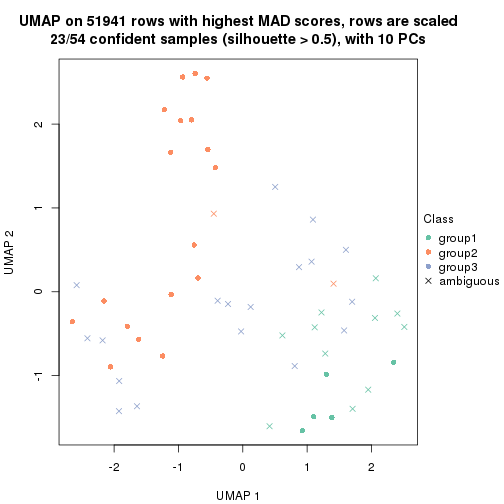 UMAP on 51941 rows with highest MAD scores, rows are scaled
23/54 confident samples (silhouette > 0.5), with 10 PCs
2
1
0
-1
UMAP 2
-2
-1
0
1
2
UMAP 1
Class
group1
group2
group3
ambiguous